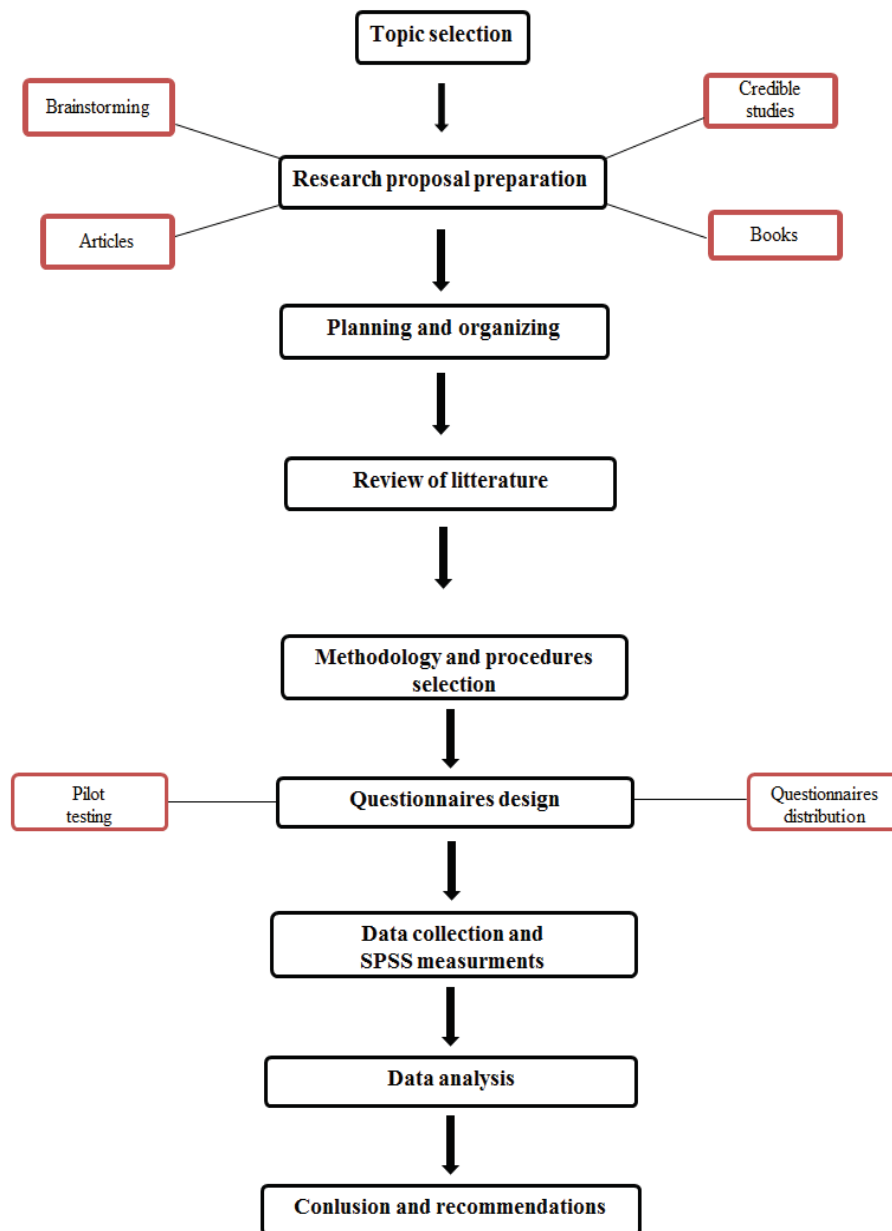 Topic selection
Brainstorming
Credible
studies
Research proposal preparation
Articles
Books
Planning and organizing
Review of litterature
Methodology and procedures
selection
Pilot
testing
Questionnaires design
Questionnaires
distribution
Data collection and
SPSS measurments
Data analysis
Conlusion and recommendations